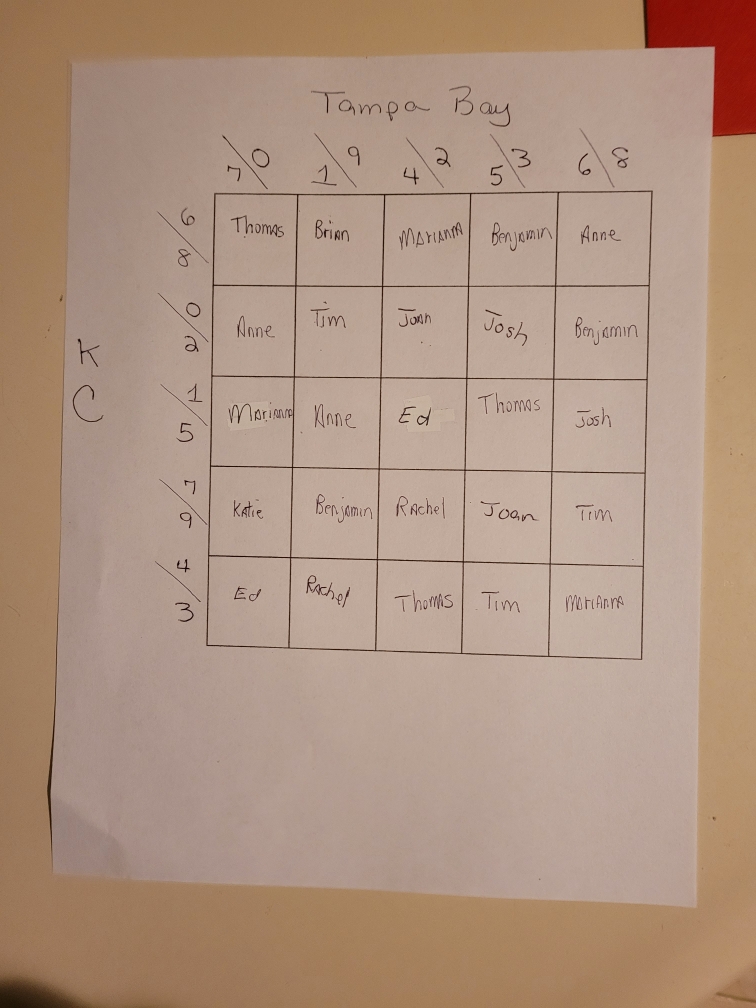 Tampa Bay
7/0 1\9 4\2 5\3 6\8
6/8 Thomas Brian Marianna Benjamin Anne
0/2 Anne Tim Joan Josh Benjamin
K
C
1/5 Marianna Anne Ed Thomas Josh
7/9 Katie Benjamin Rachel Joan Tim
4/3 Ed Rachel Thomas Tim Marianna